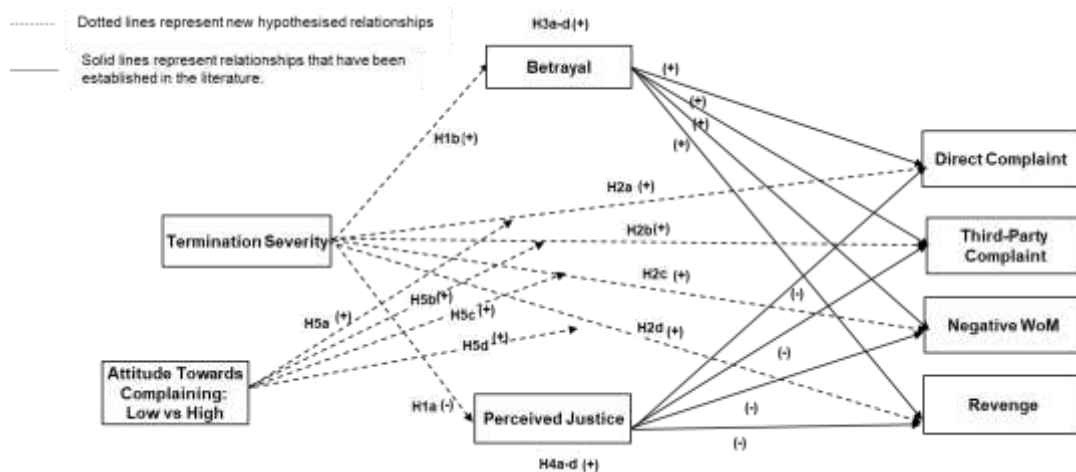 Dotted lines represent new hypothesised relationships
Solid lines represent relationships that have been
established in the literature.
H3a-d (+)
Betrayal
(+)
(+)
(+)
(+)
H1b (+)
Direct Complaint
H2a (+)
Termination Severity
H2b (+)
Third-Party
Complaint
H2c (+)
H5a (+)
H5b (+)
H5c (+)
H5d (+)
H2d (+)
(-)
Negative WoM
Attitude Towards
Complaining:
Low vs High
(-)
H1a (-)
Perceived Justice
(-)
(-)
Revenge
H4a-d (+)